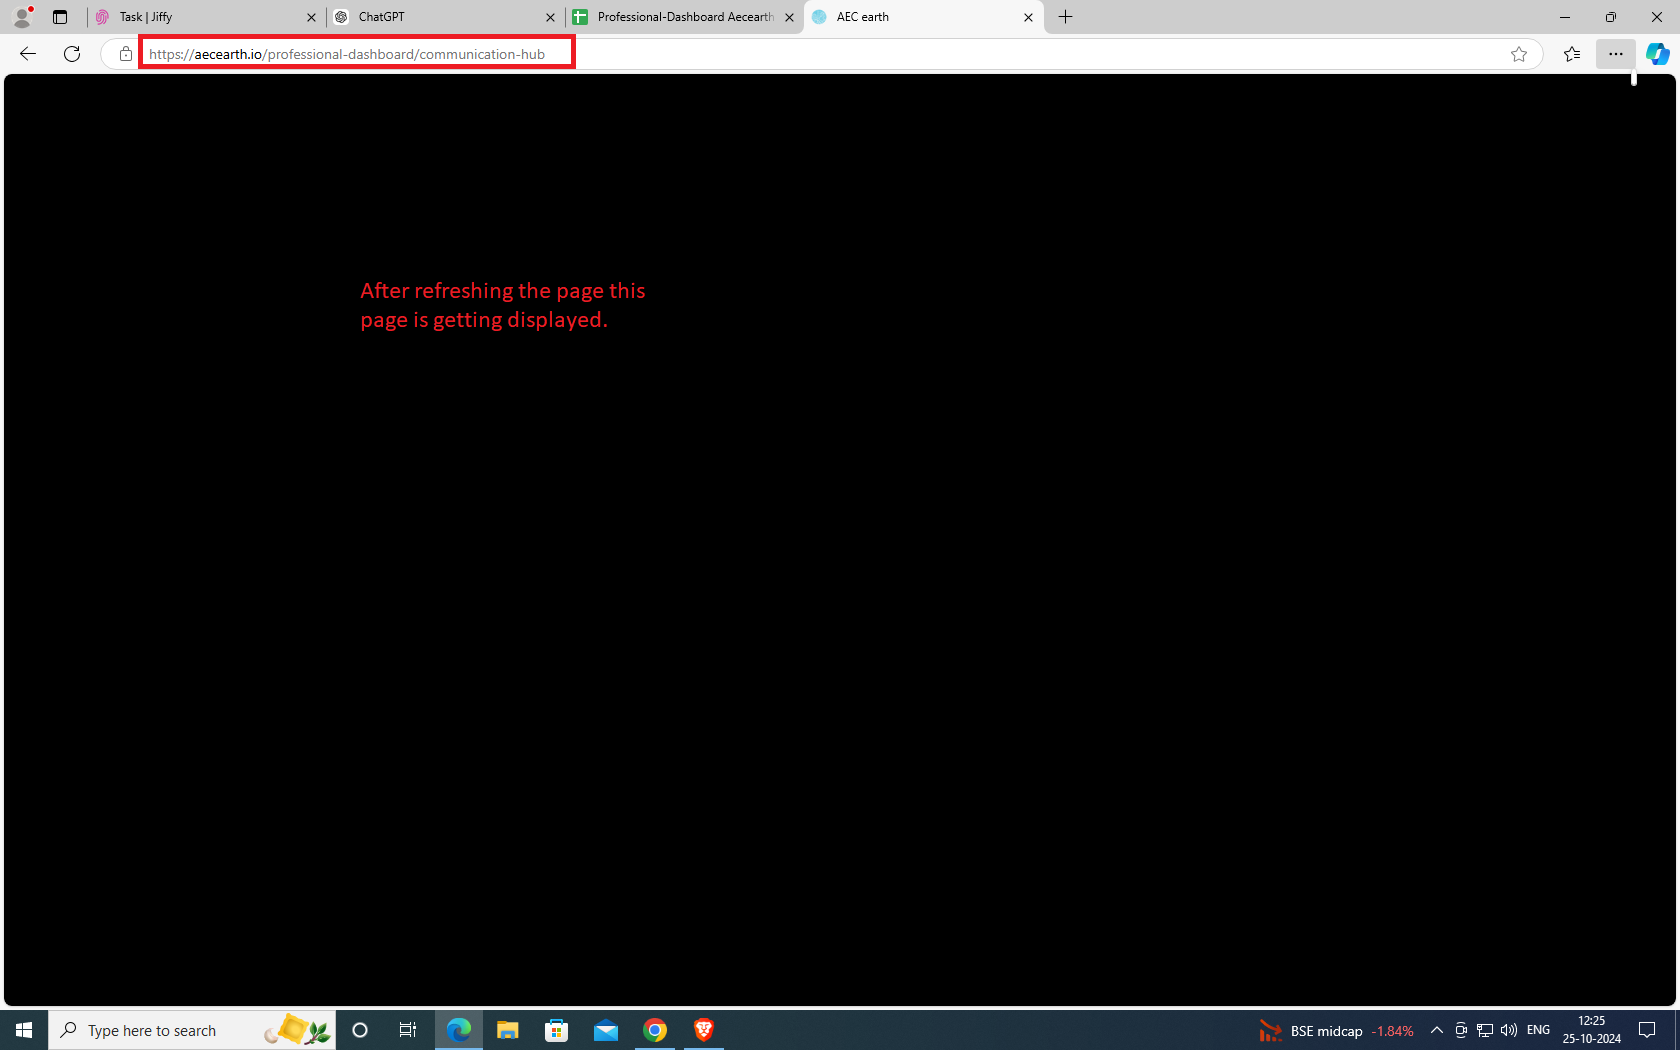 Task | Jiffy
ChatGPT
Professional-Dashboard Aecearth
AEC earth
https://aecearth.io/professional-dashboard/communication-hub
After refreshing the page this
page is getting displayed.
Type here to search
BSE midcap -1.84%
ENG
12:25
25-10-2024